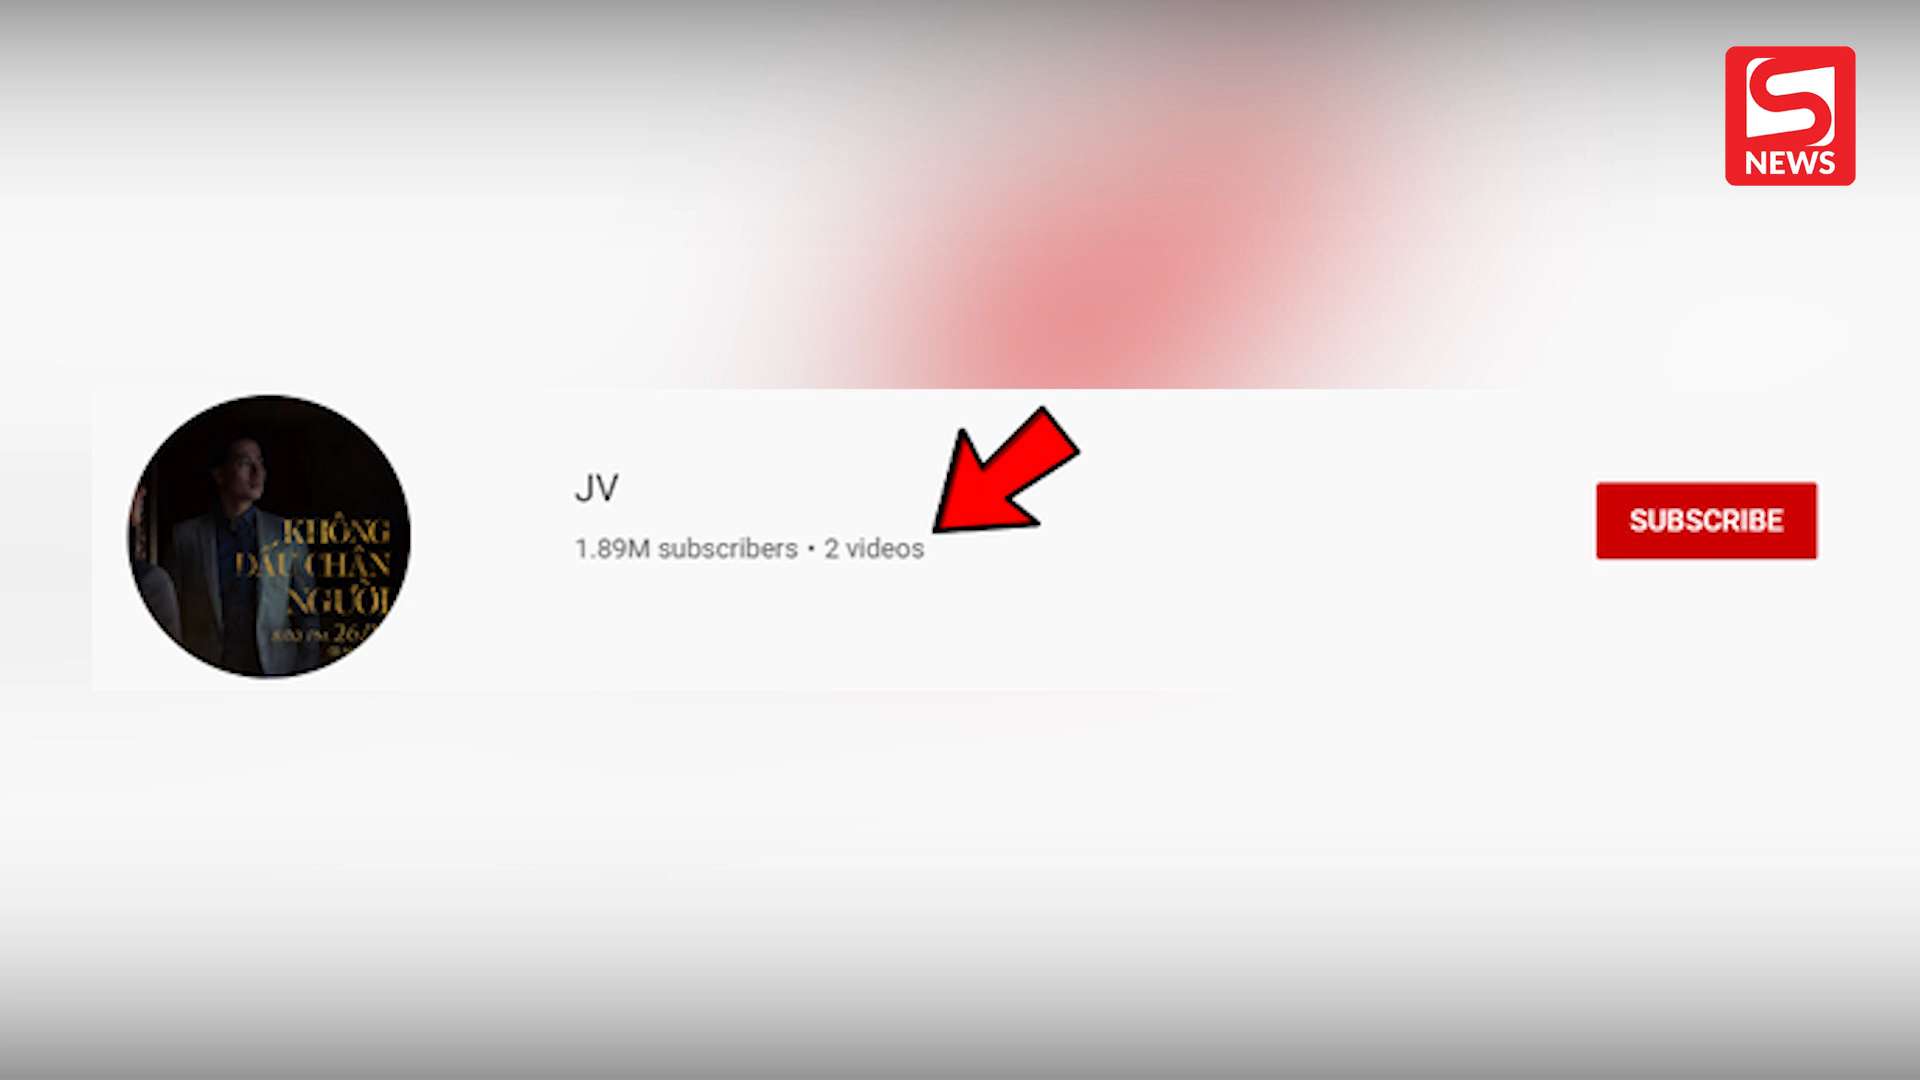 NEWS
JV
1.89M subscribers • 2 videos
SUBSCRIBE
KHÔNG
DẤU CHÂN
NGƯỜI